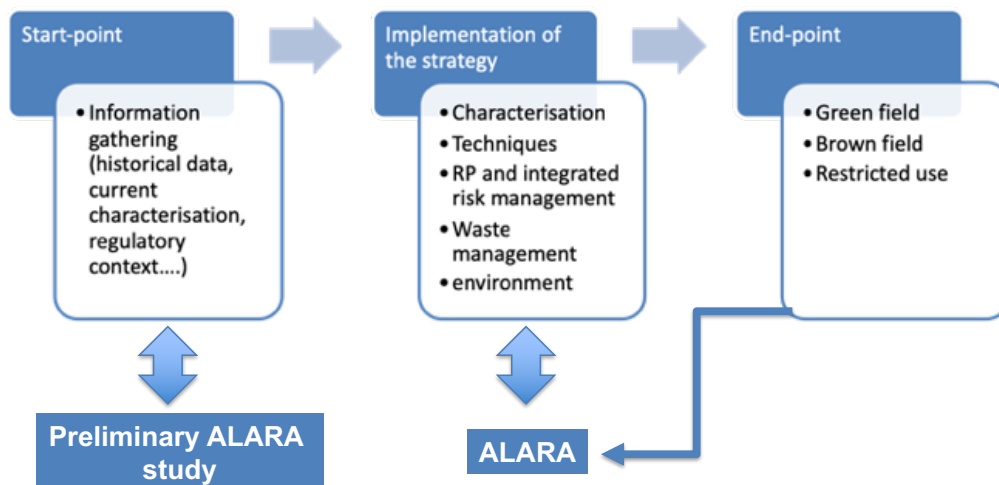 Start-point
• Information
gathering
(historical data,
current
characterisation,
regulatory
context....)
Implementation of
the strategy
• Characterisation
• Techniques
• RP and integrated
risk management
• Waste
management
• environment
End-point
• Green field
• Brown field
• Restricted use
Preliminary ALARA
study
ALARA